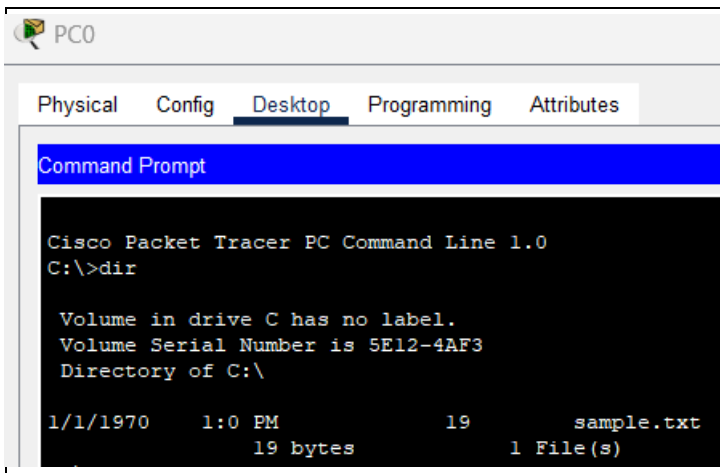 PC0
Physical Config Desktop Programming Attributes
Command Prompt
Cisco Packet Tracer PC Command Line 1.0
C:\>dir
Volume in drive C has no label.
Volume Serial Number is 5E12-4AF3
Directory of C:\
1/1/1970 1:0 PM 19 sample.txt
19 bytes 1 File(s)